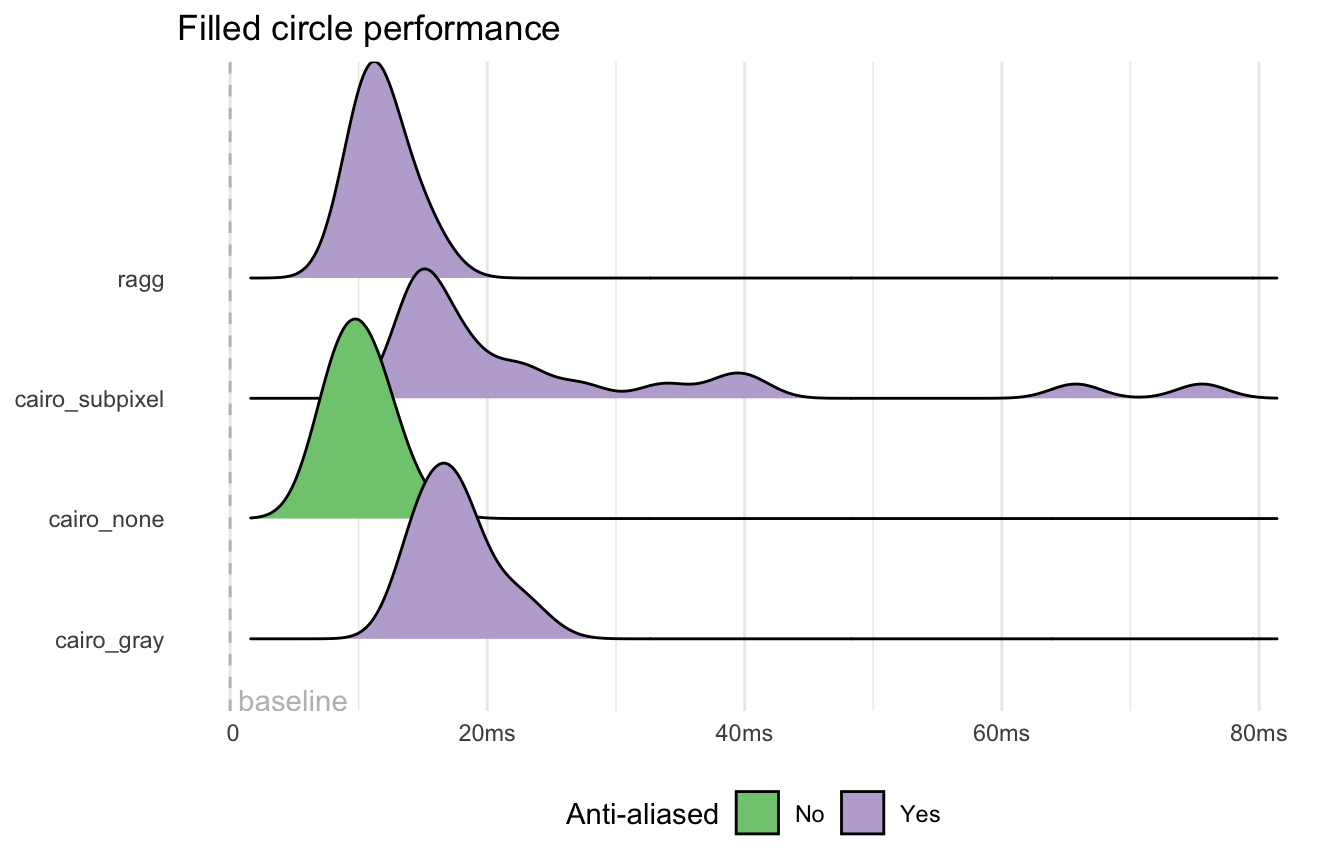 Filled circle performance
ragg
cairo_subpixel
cairo_none
cairo_gray
baseline
0 20ms 40ms 60ms 80ms
Anti-aliased No Yes